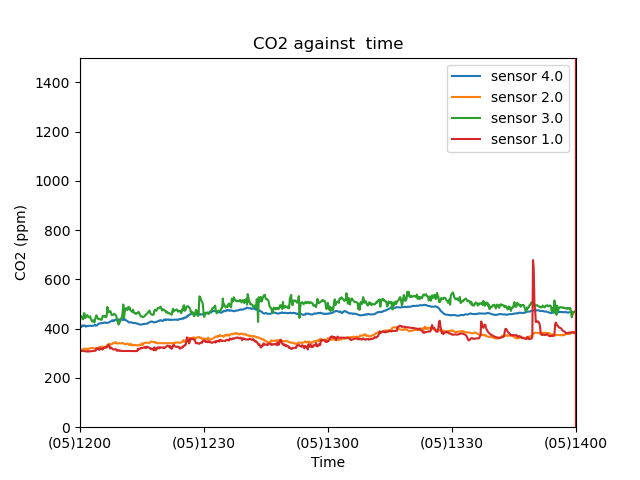 CO2 against  time
1400
1200
1000
800
600
400
200
0
CO2 (ppm)
sensor 4.0
sensor 2.0
sensor 3.0
sensor 1.0
(05)1200 (05)1230 (05)1300 (05)1330 (05)1400
Time